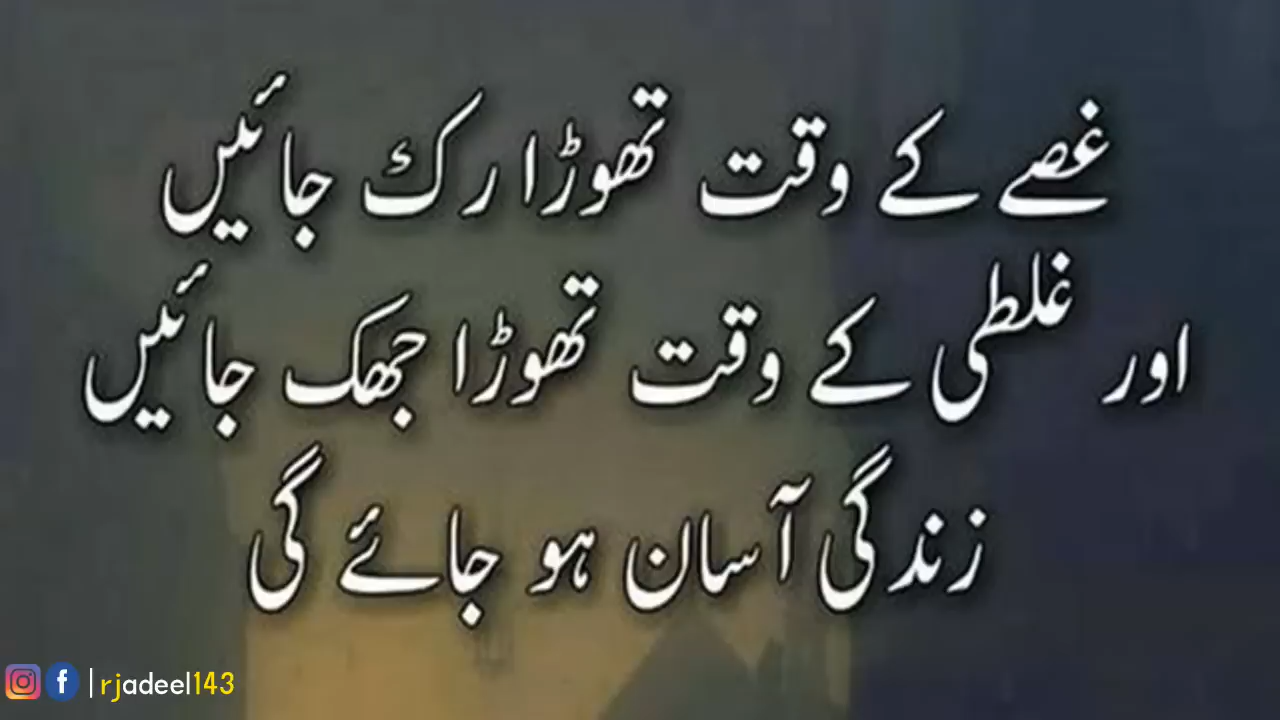 غصے کے وقت تھوڑا رک جائیں
اور غلطی کے وقت تھوڑا جھک جائیں
زندگی آسان ہو جائے گی
|rjadeel143